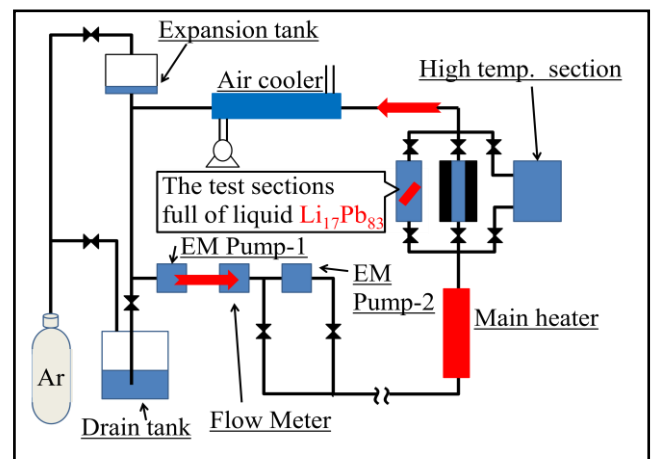 Expansion tank
Air cooler
High temp. section
The test sections
full of liquid Li₁₇Pb₈₃
EM Pump-1
EM
Pump-2
Main heater
Ar
Drain tank
Flow Meter